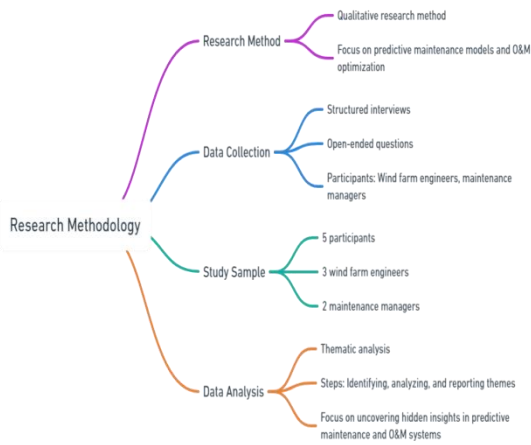 Research Methodology
Research Method
Qualitative research method
Focus on predictive maintenance models and O&M
optimization
Data Collection
Structured interviews
Open-ended questions
Participants: Wind farm engineers, maintenance
managers
Study Sample
5 participants
3 wind farm engineers
2 maintenance managers
Data Analysis
Thematic analysis
Steps: Identifying, analyzing, and reporting themes
Focus on uncovering hidden insights in predictive
maintenance and O&M systems